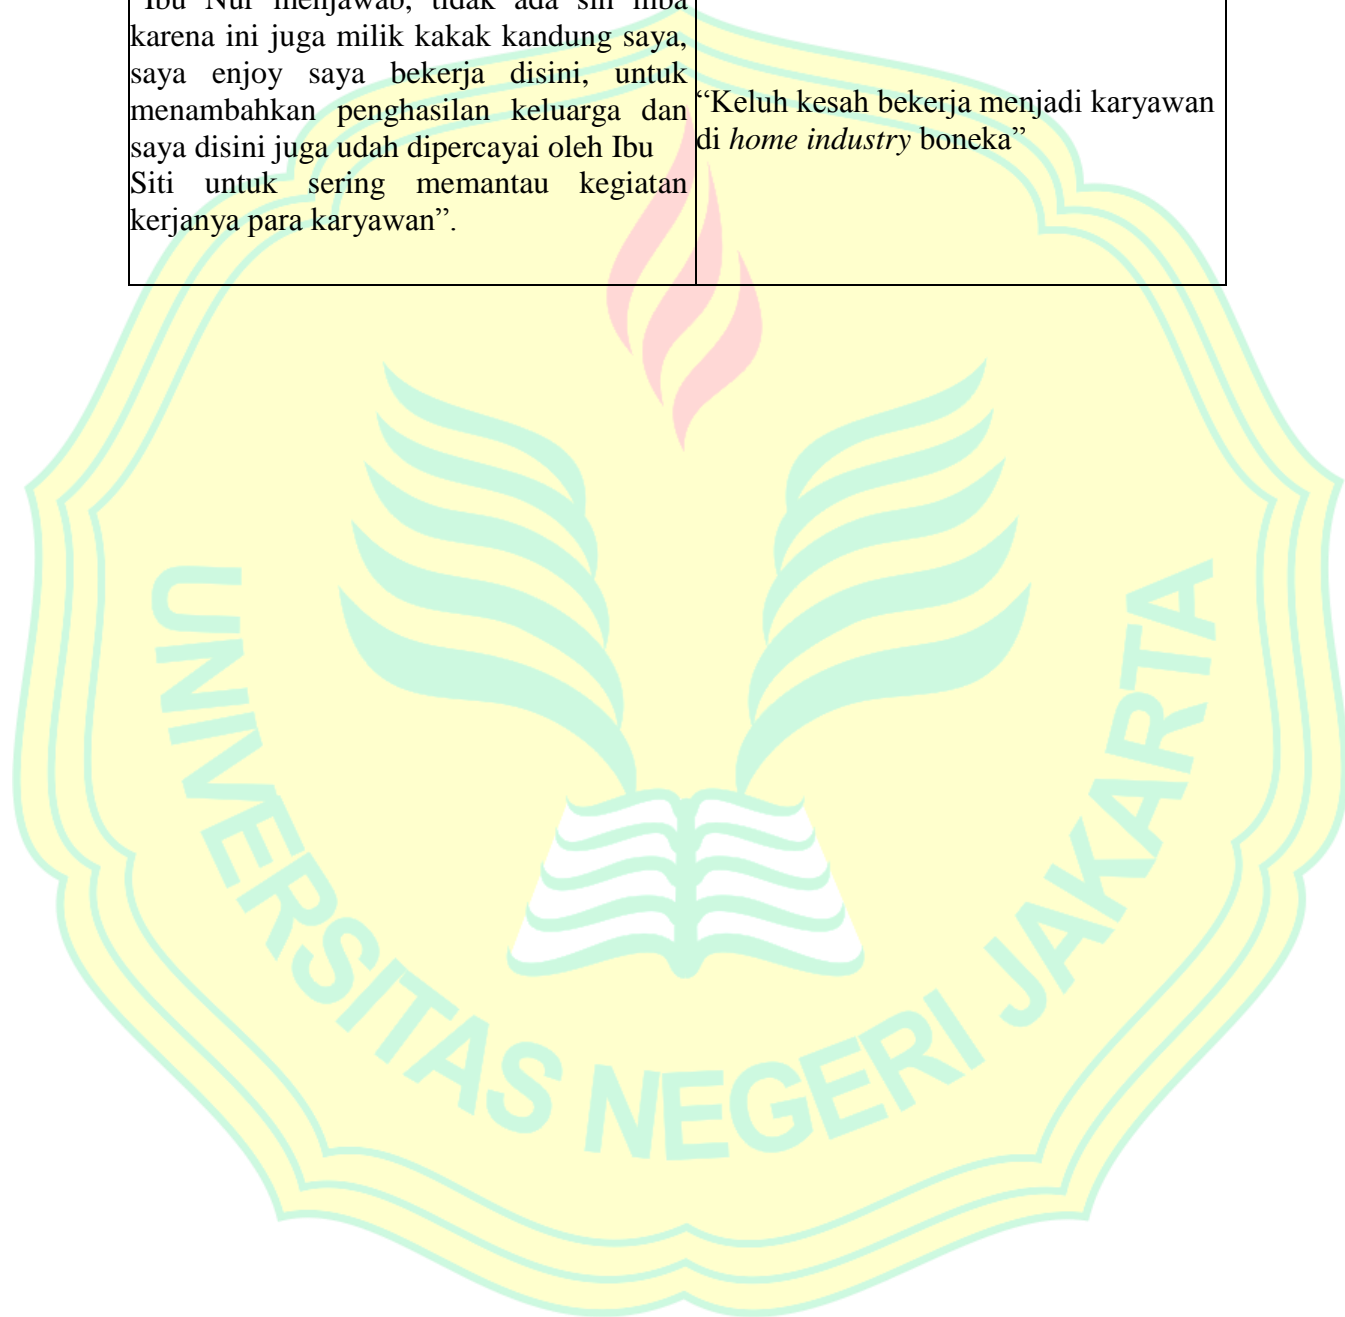 “Ibu Nur menjawab, tidak ada sih hiba
karena ini juga milik kakak kandung saya,
saya enjoy saya bekerja disini, untuk
menambahkan penghasilan keluarga dan
saya disini juga udah dipercayai oleh Ibu
Siti untuk sering memantau kegiatan
kerjanya para karyawan”.
“Keluh kesah bekerja menjadi karyawan
di home industry boneka”
UNIVERSITAS NEGERI JAKARTA